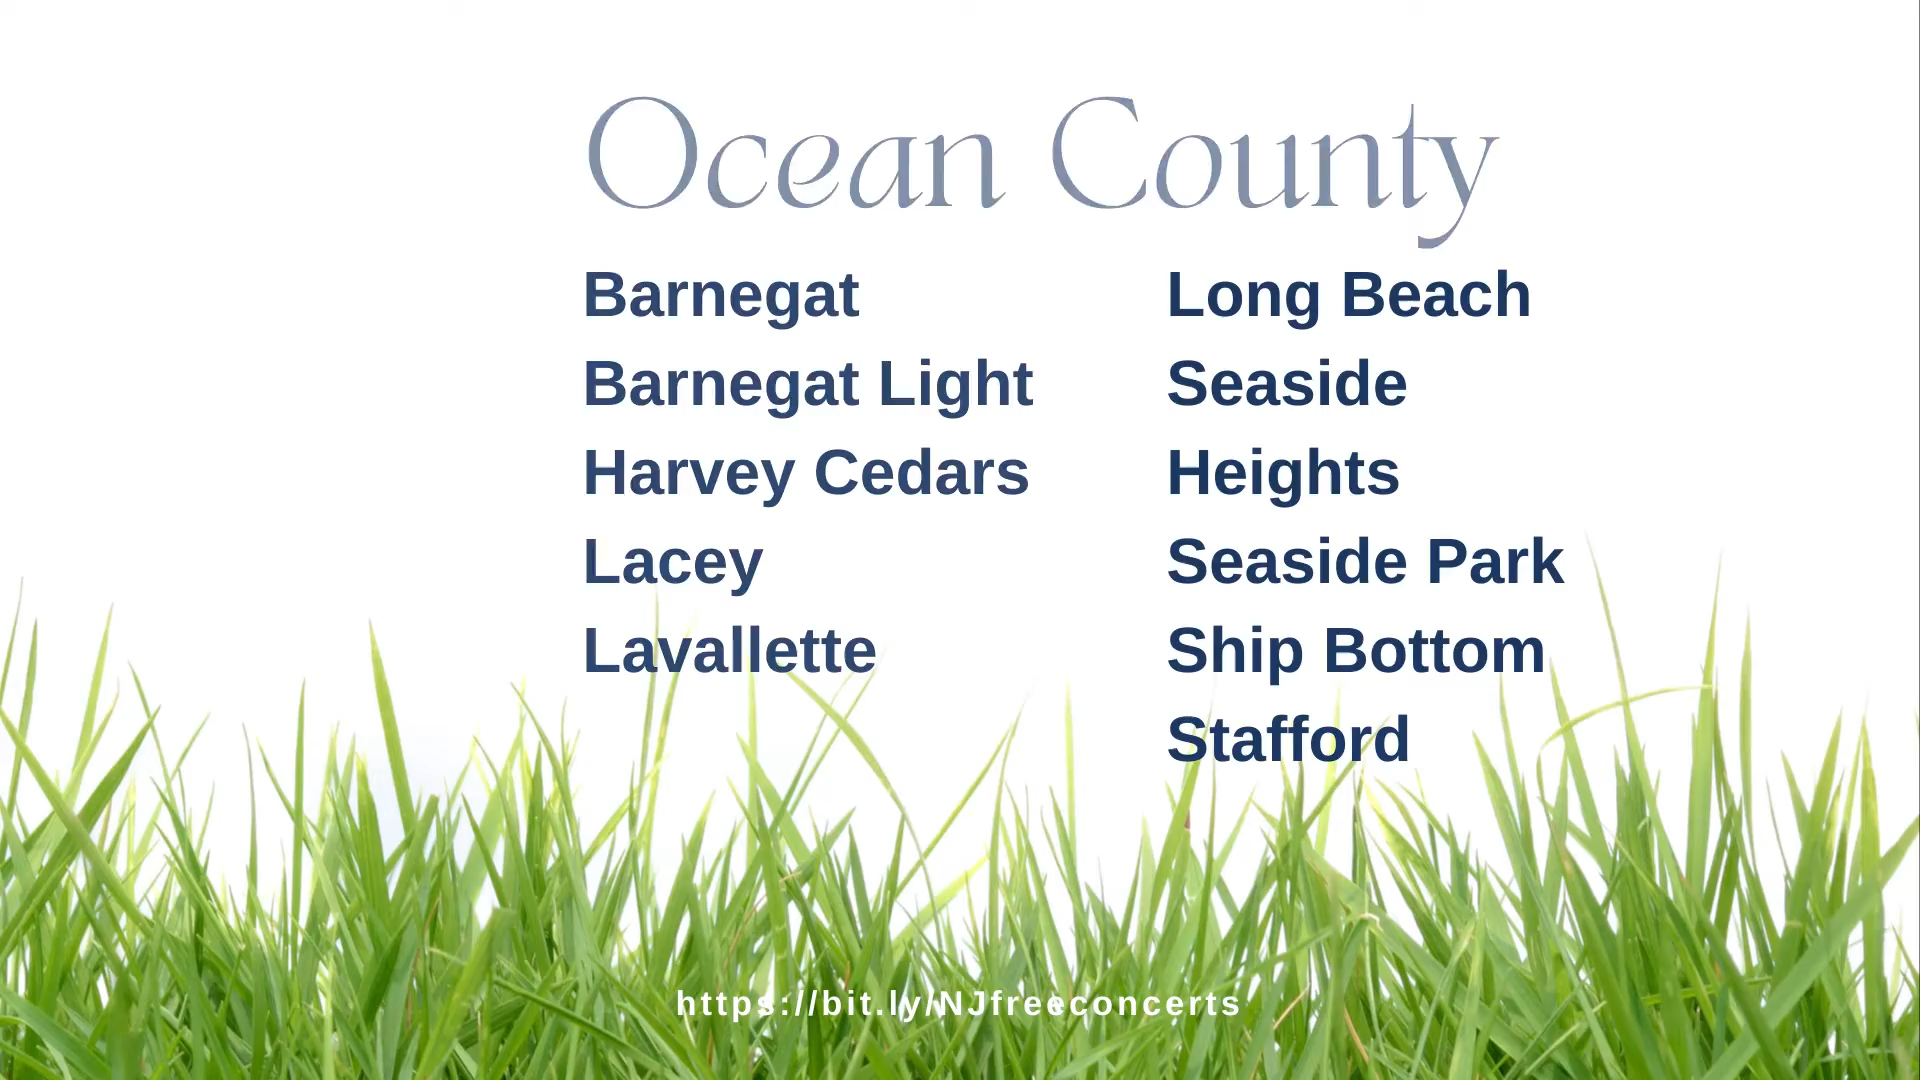 Ocean County
Barnegat
Barnegat Light
Harvey Cedars
Lacey
Lavallette
Long Beach
Seaside
Heights
Seaside Park
Ship Bottom
Stafford
https://bit.ly/NJfreeconcerts